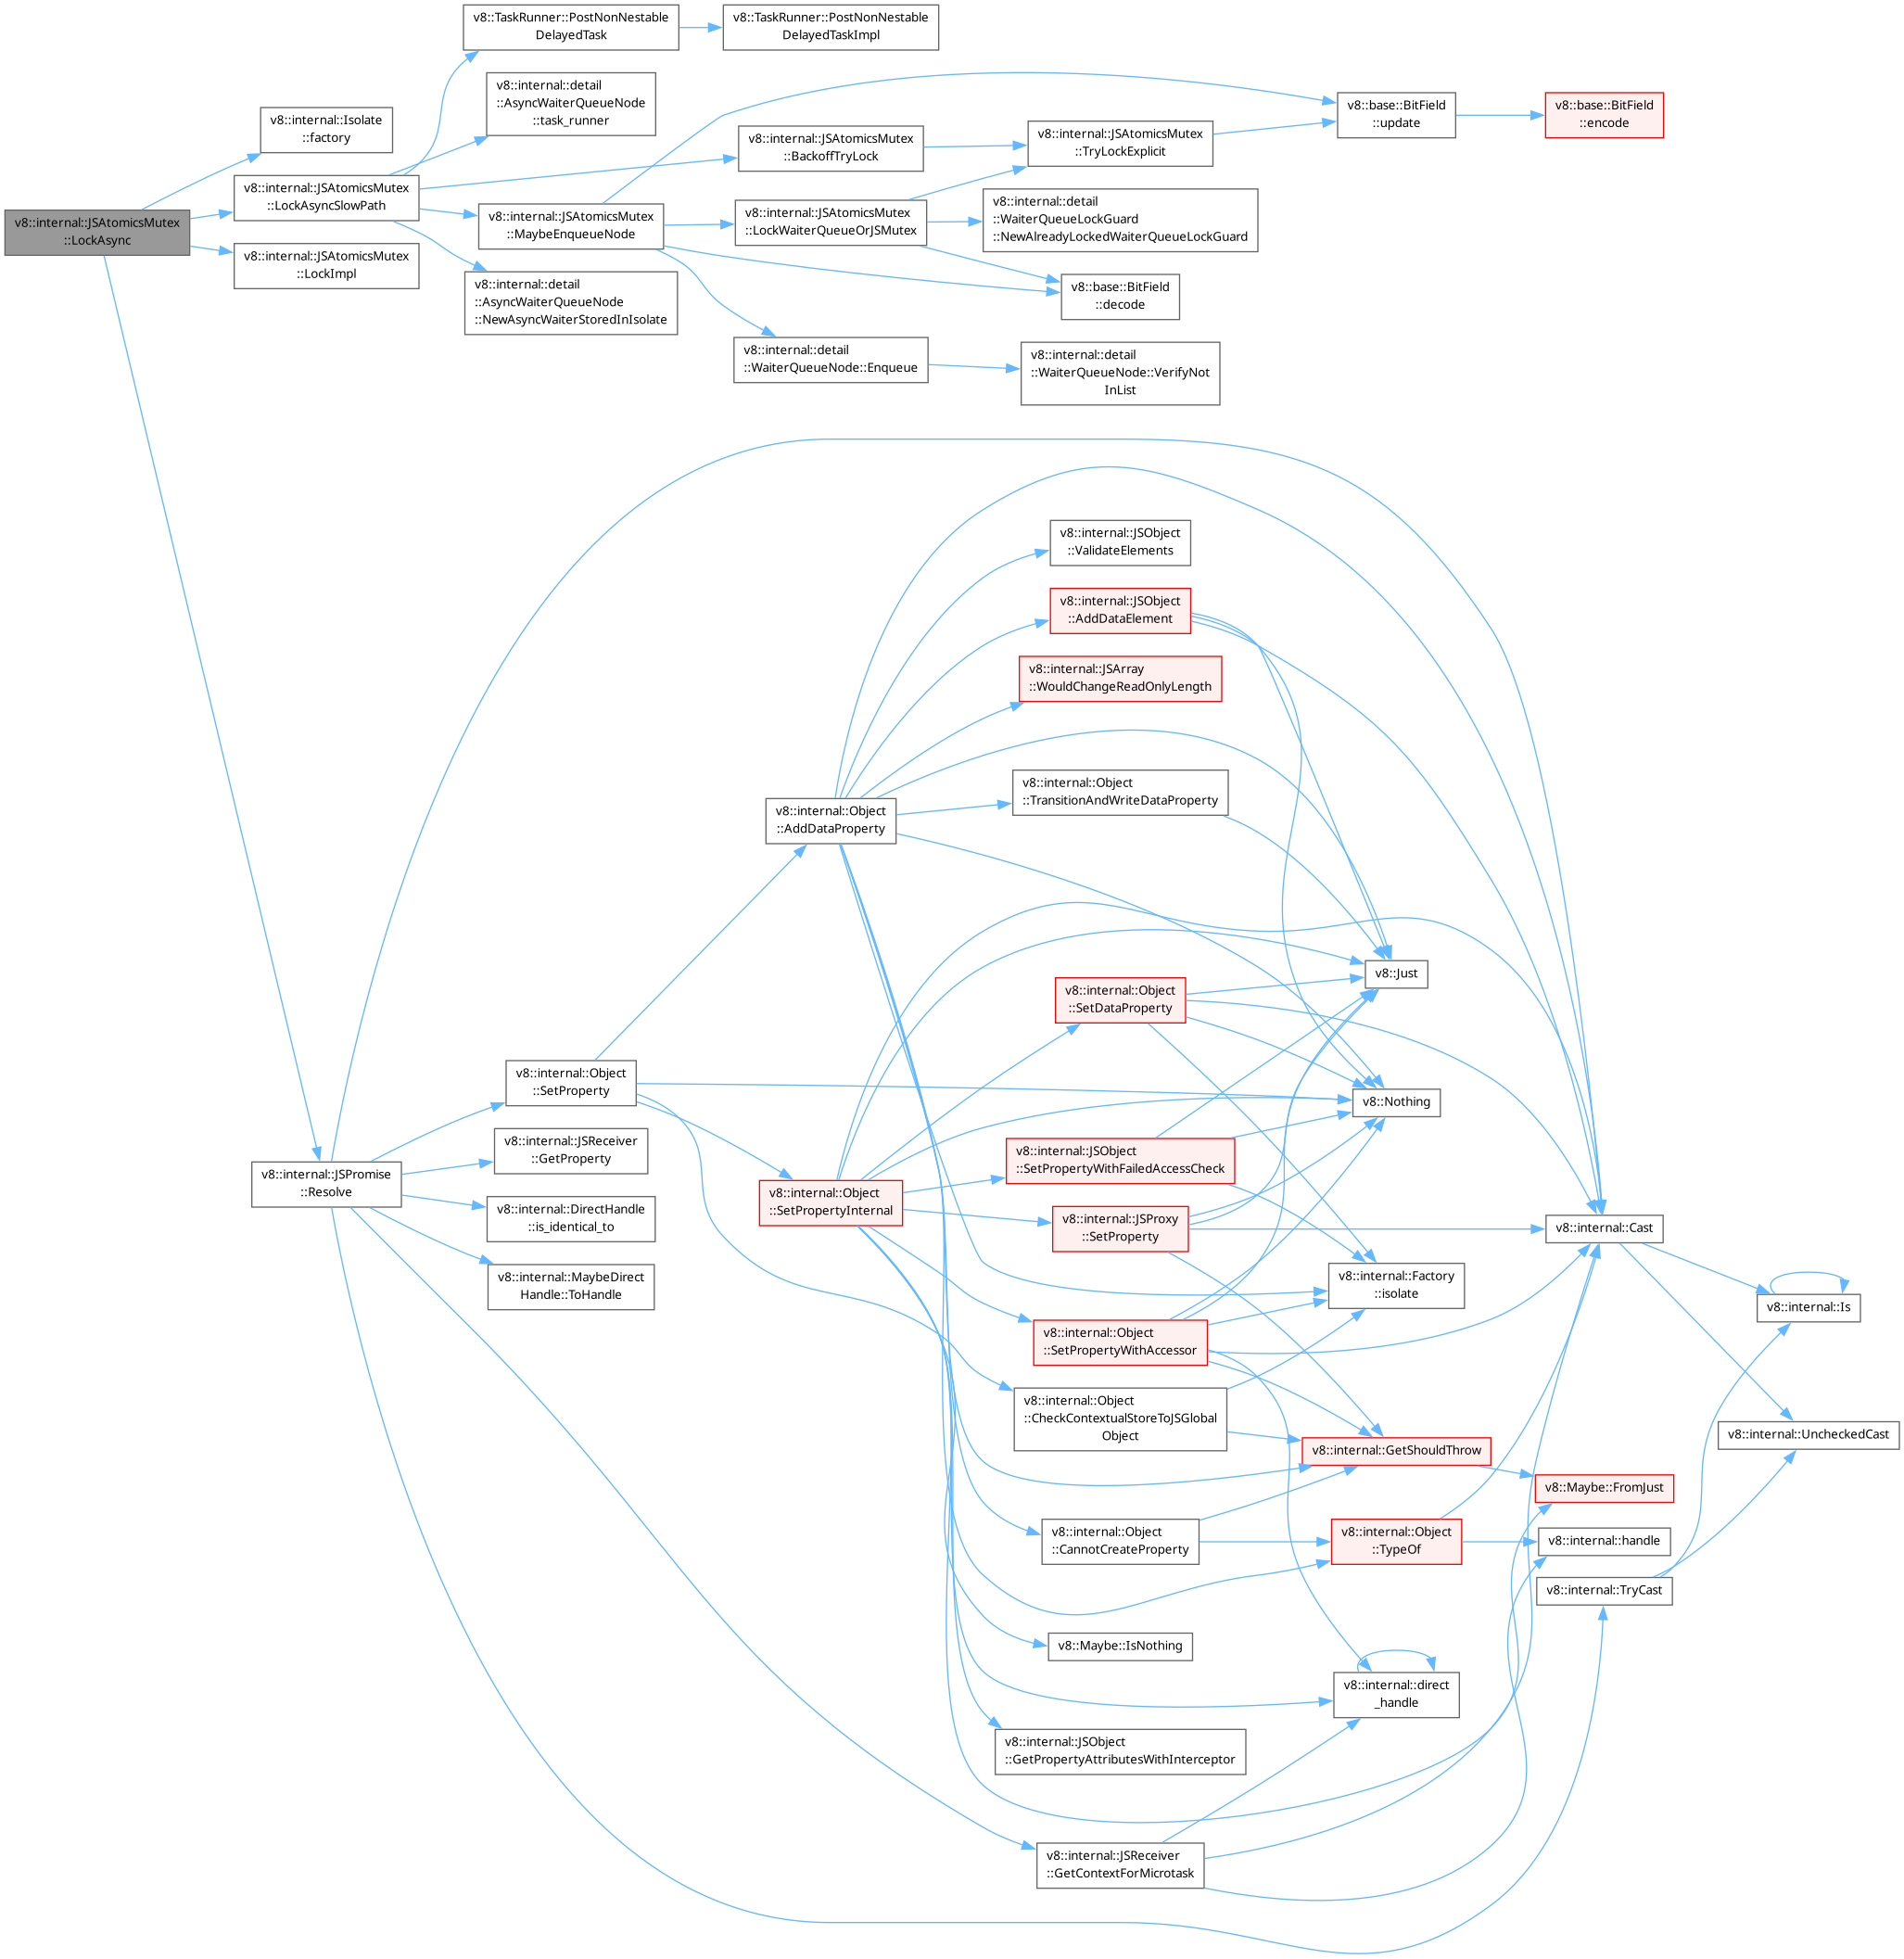 v8::TaskRunner::PostNonNestable
DelayedTask
v8::TaskRunner::PostNonNestable
DelayedTaskImpl
v8::internal::detail
::AsyncWaiterQueueNode
::task_runner
v8::internal::Isolate
::factory
v8::base::BitField
::update
v8::base::BitField
::encode
v8::internal::JSAtomicsMutex
::BackoffTryLock
v8::internal::JSAtomicsMutex
::TryLockExplicit
v8::internal::JSAtomicsMutex
::LockAsyncSlowPath
v8::internal::JSAtomicsMutex
::LockAsync
v8::internal::JSAtomicsMutex
::MaybeEnqueueNode
v8::internal::JSAtomicsMutex
::LockWaiterQueueOrJSMutex
v8::internal::detail
::WaiterQueueLockGuard
::NewAlreadyLockedWaiterQueueLockGuard
v8::internal::JSAtomicsMutex
::LockImpl
v8::internal::detail
::AsyncWaiterQueueNode
::NewAsyncWaiterStoredInIsolate
v8::base::BitField
::decode
v8::internal::detail
::WaiterQueueNode::Enqueue
v8::internal::detail
::WaiterQueueNode::VerifyNot
InList
v8::internal::JSObject
::ValidateElements
v8::internal::JSObject
::AddDataElement
v8::internal::JSArray
::WouldChangeReadOnlyLength
v8::internal::Object
::TransitionAndWriteDataProperty
v8::internal::Object
::AddDataProperty
v8::Just
v8::internal::Object
::SetDataProperty
v8::internal::Object
::SetProperty
v8::Nothing
v8::internal::JSReceiver
::GetProperty
v8::internal::JSObject
::SetPropertyWithFailedAccessCheck
v8::internal::JSPromise
::Resolve
v8::internal::Object
::SetPropertyInternal
v8::internal::DirectHandle
::is_identical_to
v8::internal::JSProxy
::SetProperty
v8::internal::Cast
v8::internal::MaybeDirect
Handle::ToHandle
v8::internal::Factory
::isolate
v8::internal::Is
v8::internal::Object
::SetPropertyWithAccessor
v8::internal::Object
::CheckContextualStoreToJSGlobal
Object
v8::internal::UncheckedCast
v8::internal::GetShouldThrow
v8::Maybe::FromJust
v8::internal::Object
::CannotCreateProperty
v8::internal::Object
::TypeOf
v8::internal::handle
v8::internal::TryCast
v8::Maybe::IsNothing
v8::internal::direct
_handle
v8::internal::JSObject
::GetPropertyAttributesWithInterceptor
v8::internal::JSReceiver
::GetContextForMicrotask